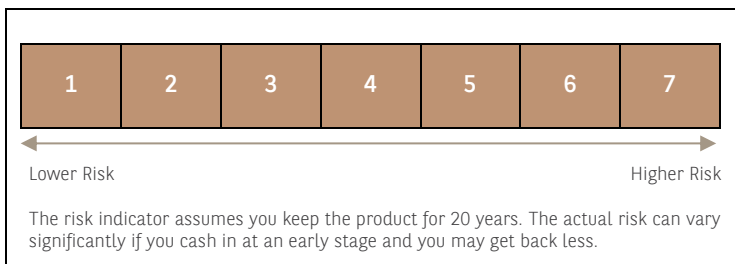 1 2 3 4 5 6 7
Lower Risk Higher Risk
The risk indicator assumes you keep the product for 20 years. The actual risk can vary
significantly if you cash in at an early stage and you may get back less.